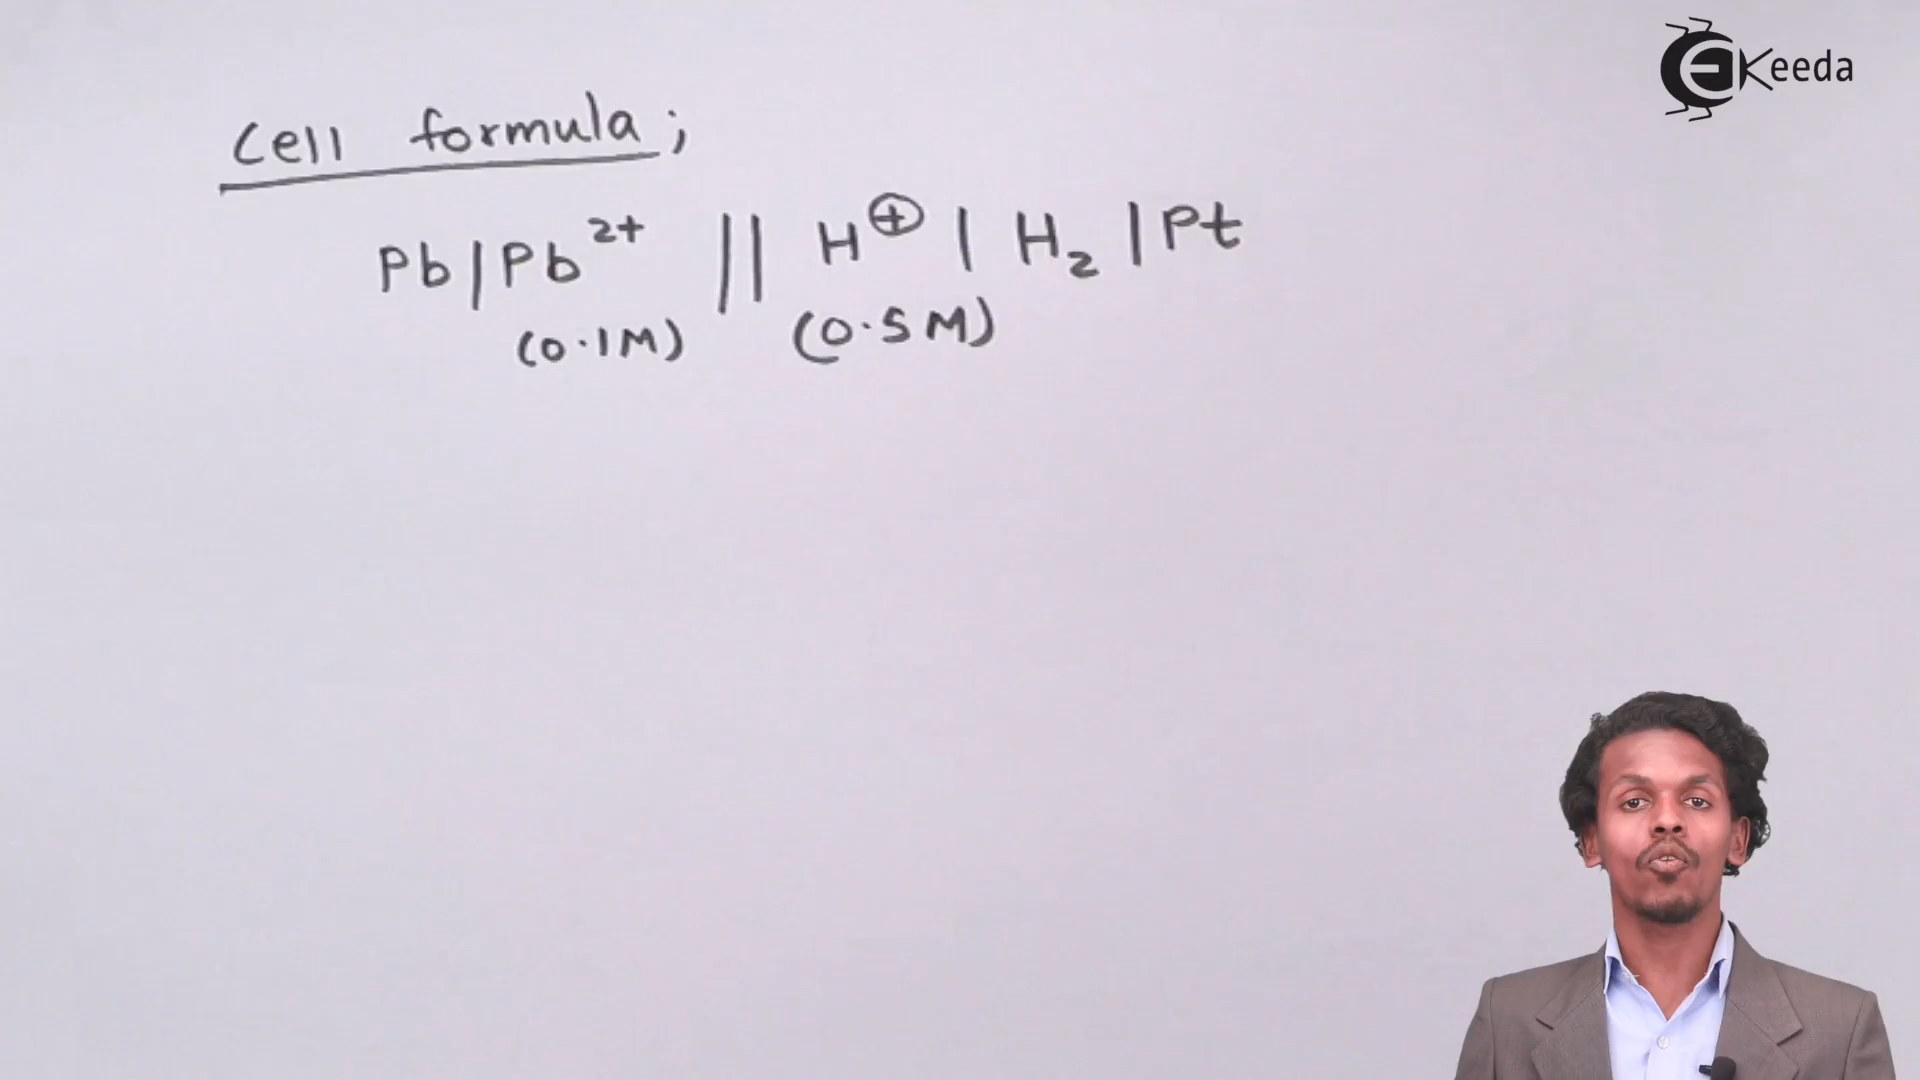 EKeeda
Cell formula;
Pb|Pb²⁺ || H⊕ | H₂ | Pt
(0.1M) (0.5M)